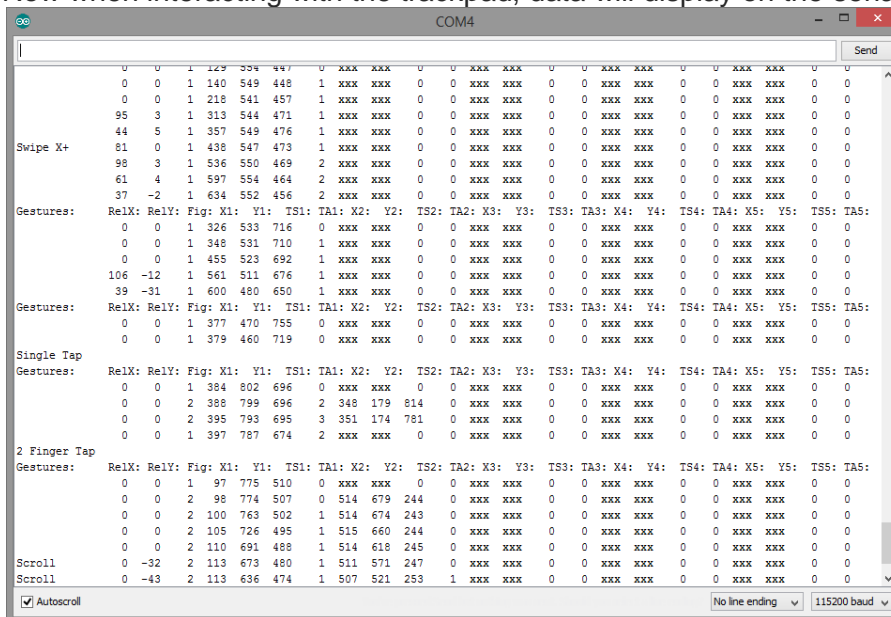 Now when interacting with the trackpad, data will display on the
COM4
Send
0 0 1 129 554 447 0 xxx xxx 0 0 xxx xxx 0 0 xxx xxx 0 0 xxx xxx 0 0
0 0 1 140 549 448 1 xxx xxx 0 0 xxx xxx 0 0 xxx xxx 0 0 xxx xxx 0 0
0 0 1 218 541 457 1 xxx xxx 0 0 xxx xxx 0 0 xxx xxx 0 0 xxx xxx 0 0
95 3 1 313 544 471 1 xxx xxx 0 0 xxx xxx 0 0 xxx xxx 0 0 xxx xxx 0 0
44 5 1 357 549 476 1 xxx xxx 0 0 xxx xxx 0 0 xxx xxx 0 0 xxx xxx 0 0
Swipe X+ 81 0 1 438 547 473 1 xxx xxx 0 0 xxx xxx 0 0 xxx xxx 0 0 xxx xxx 0 0
98 3 1 536 550 469 2 xxx xxx 0 0 xxx xxx 0 0 xxx xxx 0 0 xxx xxx 0 0
61 4 1 597 554 464 2 xxx xxx 0 0 xxx xxx 0 0 xxx xxx 0 0 xxx xxx 0 0
37 -2 1 634 552 456 2 xxx xxx 0 0 xxx xxx 0 0 xxx xxx 0 0 xxx xxx 0 0
Gestures: RelX: RelY: Fig: X1: Y1: TS1: TA1: X2: Y2: TS2: TA2: X3: Y3: TS3: TA3: X4: Y4: TS4: TA4: X5: Y5: TS5: TA5:
0 0 1 326 533 716 0 xxx xxx 0 0 xxx xxx 0 0 xxx xxx 0 0 xxx xxx 0 0
0 0 1 348 531 710 1 xxx xxx 0 0 xxx xxx 0 0 xxx xxx 0 0 xxx xxx 0 0
0 0 1 455 523 692 1 xxx xxx 0 0 xxx xxx 0 0 xxx xxx 0 0 xxx xxx 0 0
106 -12 1 561 511 676 1 xxx xxx 0 0 xxx xxx 0 0 xxx xxx 0 0 xxx xxx 0 0
39 -31 1 600 480 650 1 xxx xxx 0 0 xxx xxx 0 0 xxx xxx 0 0 xxx xxx 0 0
Gestures: RelX: RelY: Fig: X1: Y1: TS1: TA1: X2: Y2: TS2: TA2: X3: Y3: TS3: TA3: X4: Y4: TS4: TA4: X5: Y5: TS5: TA5:
0 0 1 377 470 755 0 xxx xxx 0 0 xxx xxx 0 0 xxx xxx 0 0 xxx xxx 0 0
0 0 1 379 460 719 0 xxx xxx 0 0 xxx xxx 0 0 xxx xxx 0 0 xxx xxx 0 0
Single Tap
Gestures: RelX: RelY: Fig: X1: Y1: TS1: TA1: X2: Y2: TS2: TA2: X3: Y3: TS3: TA3: X4: Y4: TS4: TA4: X5: Y5: TS5: TA5:
0 0 1 384 802 696 0 xxx xxx 0 0 xxx xxx 0 0 xxx xxx 0 0 xxx xxx 0 0
0 0 2 388 799 696 2 348 179 814 0 xxx xxx 0 0 xxx xxx 0 0 xxx xxx 0 0
0 0 2 395 793 695 3 351 174 781 0 xxx xxx 0 0 xxx xxx 0 0 xxx xxx 0 0
0 0 1 397 787 674 2 xxx xxx 0 0 xxx xxx 0 0 xxx xxx 0 0 xxx xxx 0 0
2 Finger Tap
Gestures: RelX: RelY: Fig: X1: Y1: TS1: TA1: X2: Y2: TS2: TA2: X3: Y3: TS3: TA3: X4: Y4: TS4: TA4: X5: Y5: TS5: TA5:
0 0 1 97 775 510 0 xxx xxx 0 0 xxx xxx 0 0 xxx xxx 0 0 xxx xxx 0 0
0 0 2 98 774 507 0 514 679 244 0 xxx xxx 0 0 xxx xxx 0 0 xxx xxx 0 0
0 0 2 100 763 502 1 514 674 243 0 xxx xxx 0 0 xxx xxx 0 0 xxx xxx 0 0
0 0 2 105 726 495 1 515 660 244 0 xxx xxx 0 0 xxx xxx 0 0 xxx xxx 0 0
0 0 2 110 691 488 1 514 618 245 0 xxx xxx 0 0 xxx xxx 0 0 xxx xxx 0 0
Scroll 0 -32 2 113 673 480 1 511 571 247 0 xxx xxx 0 0 xxx xxx 0 0 xxx xxx 0 0
Scroll 0 -43 2 113 636 474 1 507 521 253 1 xxx xxx 0 0 xxx xxx 0 0 xxx xxx 0 0
Autoscroll
No line ending
115200 baud